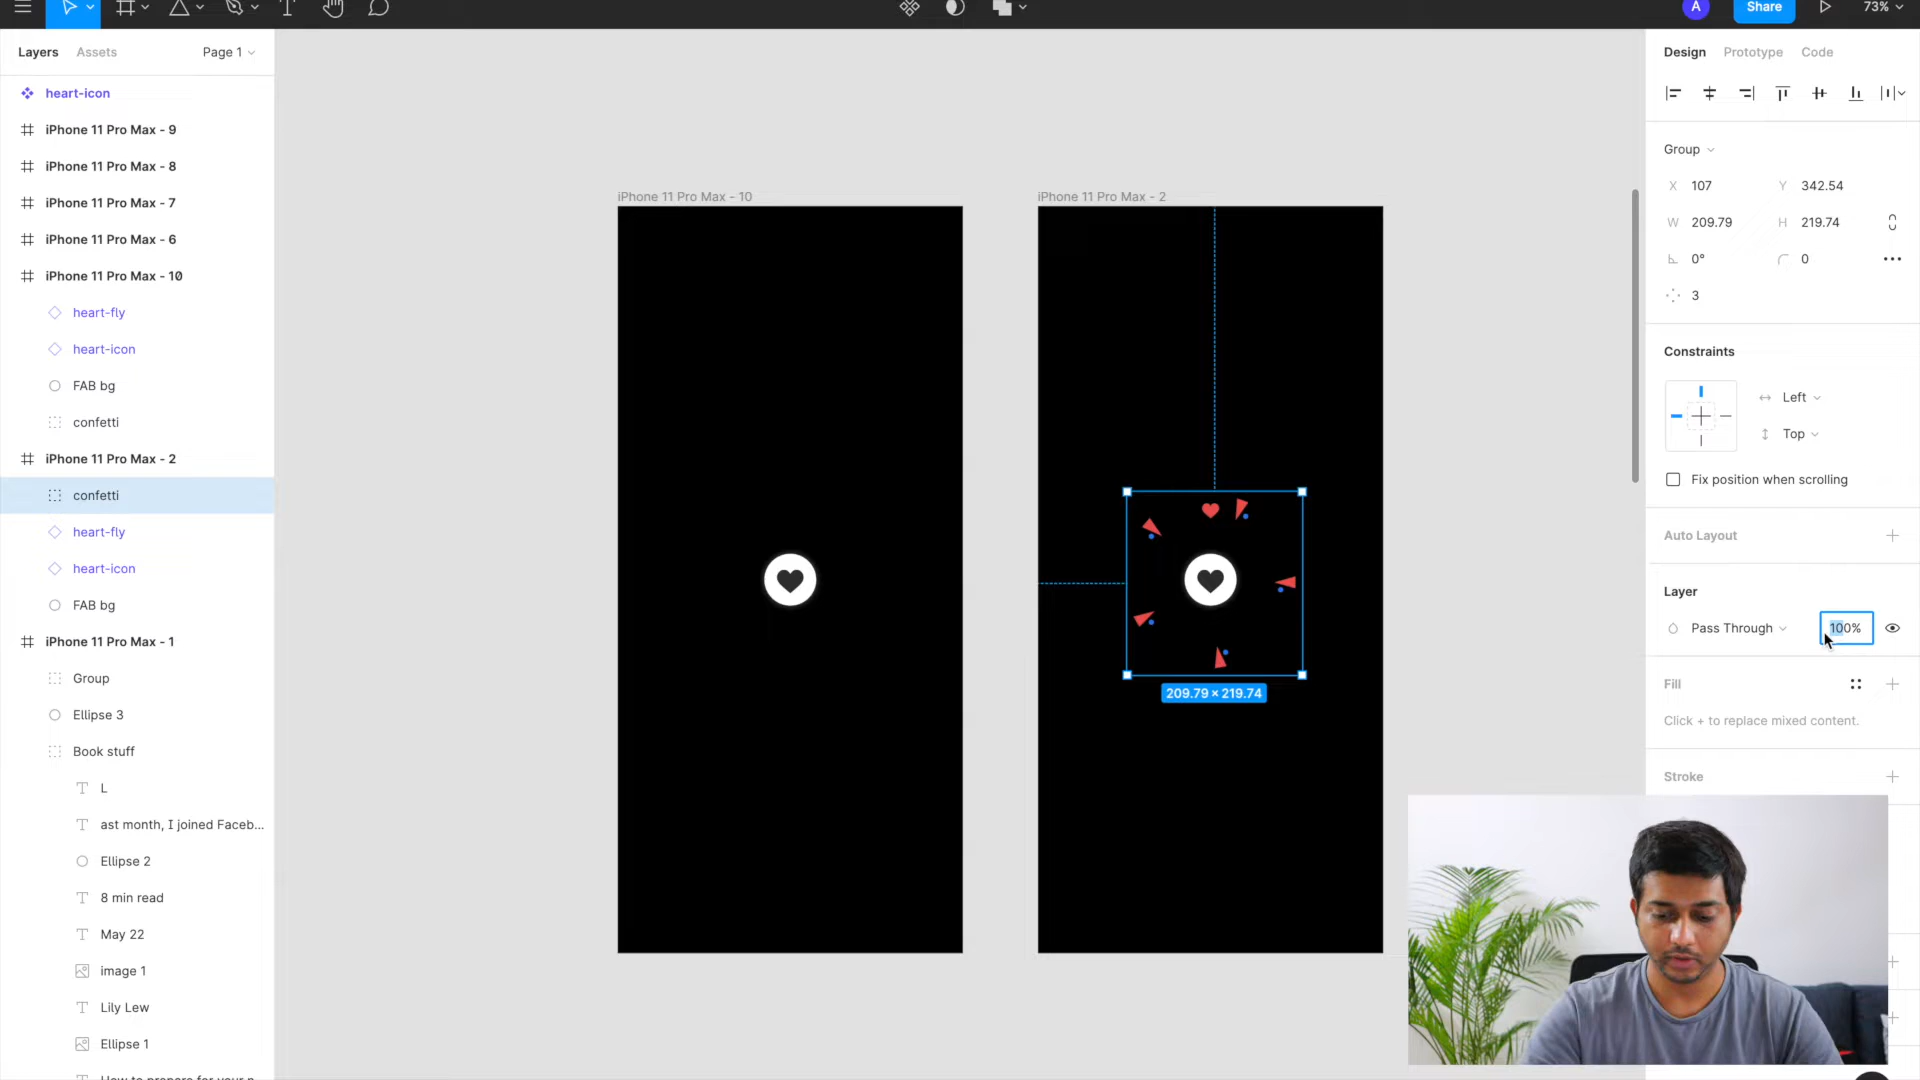 Share
73%
Layers
Assets
Page 1
heart-icon
iPhone 11 Pro Max - 9
iPhone 11 Pro Max - 8
iPhone 11 Pro Max - 7
iPhone 11 Pro Max - 6
iPhone 11 Pro Max - 10
heart-fly
heart-icon
FAB bg
confetti
iPhone 11 Pro Max - 2
confetti
heart-fly
heart-icon
FAB bg
iPhone 11 Pro Max - 1
Group
Ellipse 3
Book stuff
L
ast month, I joined Faceb...
Ellipse 2
8 min read
May 22
image 1
Lily Lew
Ellipse 1
iPhone 11 Pro Max - 10
iPhone 11 Pro Max - 2
209.79 × 219.74
A
Design
Prototype
Code
Group
X 107
Y 342.54
W 209.79
H 219.74
0°
0
3
Constraints
Left
Top
Fix position when scrolling
Auto Layout
Layer
Pass Through
100%
Fill
Click + to replace mixed content.
Stroke